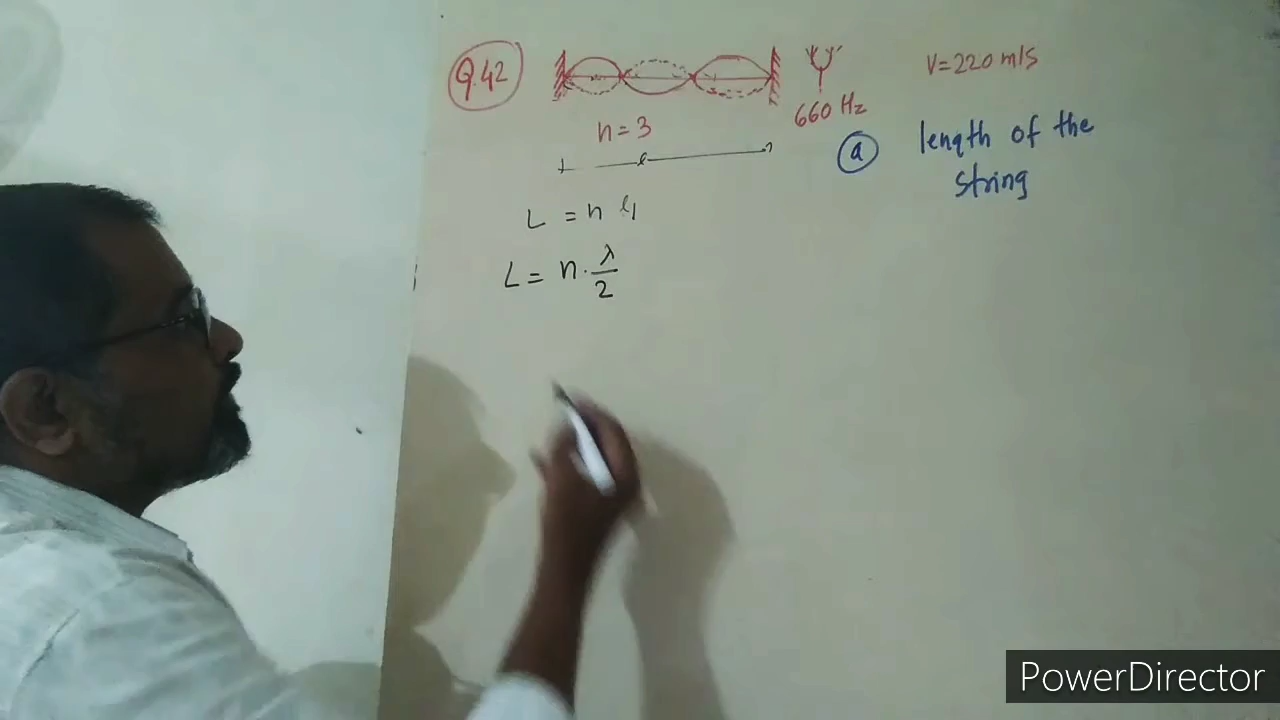 Q.42
V=220 m/s
660 Hz
n=3
ⓐ length of the
string
L = n l₁
L = n · λ/2
PowerDirector